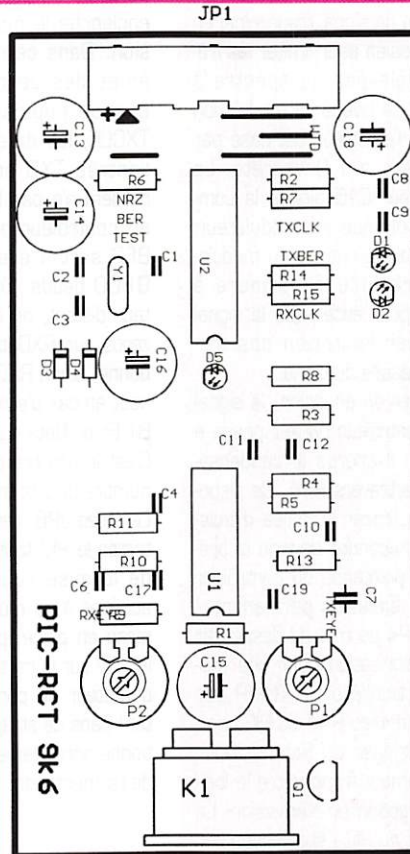 JP1
+
C13
C18
WTD
R6
R2
C8
NRZ
R7
BER
TXCLK
C9
TEST
C14
U2
TXBER
D1
Y1
C1
C2
R14
R15
D2
C3
RXCLK
D3
D4
C16
D5
R8
R3
C11
C12
R4
C4
R5
R11
C10
R10
R13
C6
C17
U1
C19
C7
RXEYE
R9
TXEYE
R1
C15
P2
P1
PIC-RCT 9k6
K1
Q1